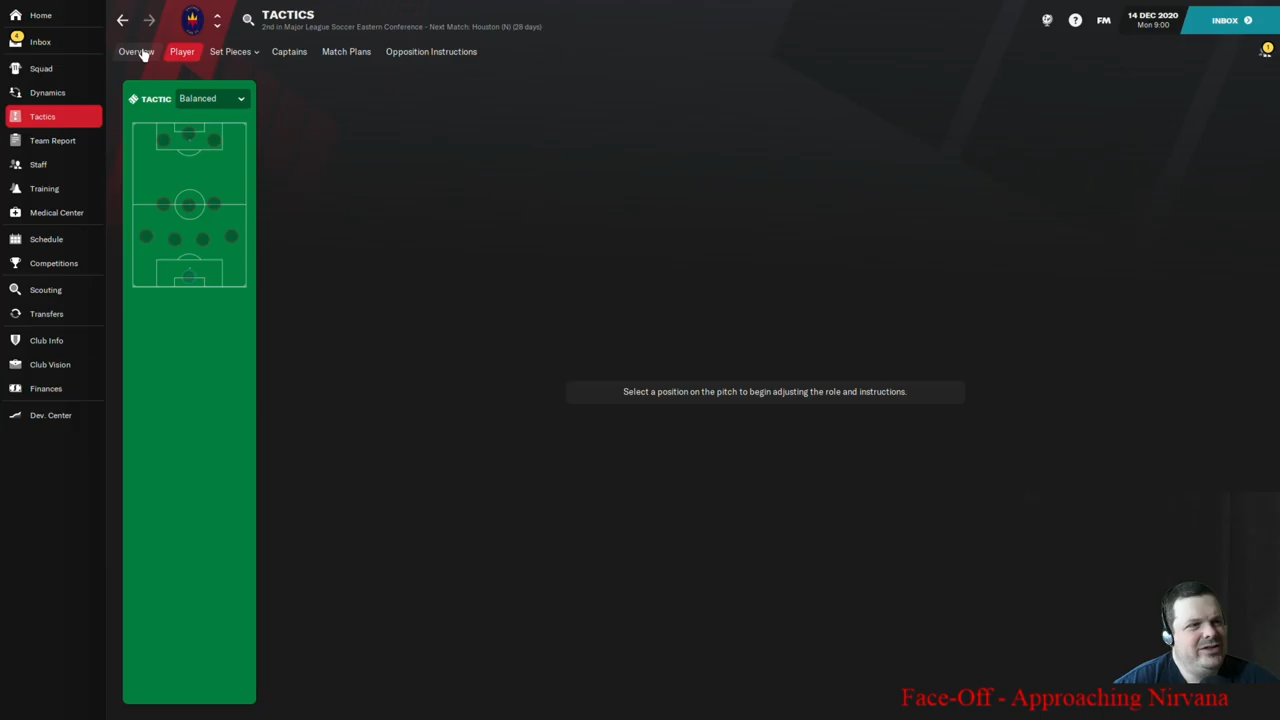 Home
4
Inbox
Squad
Dynamics
Tactics
Team Report
Staff
Training
Medical Center
Schedule
Competitions
Scouting
Transfers
Club Info
Club Vision
Finances
Dev. Center
TACTICS
2nd in Major League Soccer Eastern Conference - Next Match: Houston (N) (28 days)
? FM
14 DEC 2020
Mon 9:00
INBOX
Overview Player Set Pieces Captains Match Plans Opposition Instructions
1
TACTIC Balanced
Select a position on the pitch to begin adjusting the role and instructions.
Face-Off - Approaching Nirvana